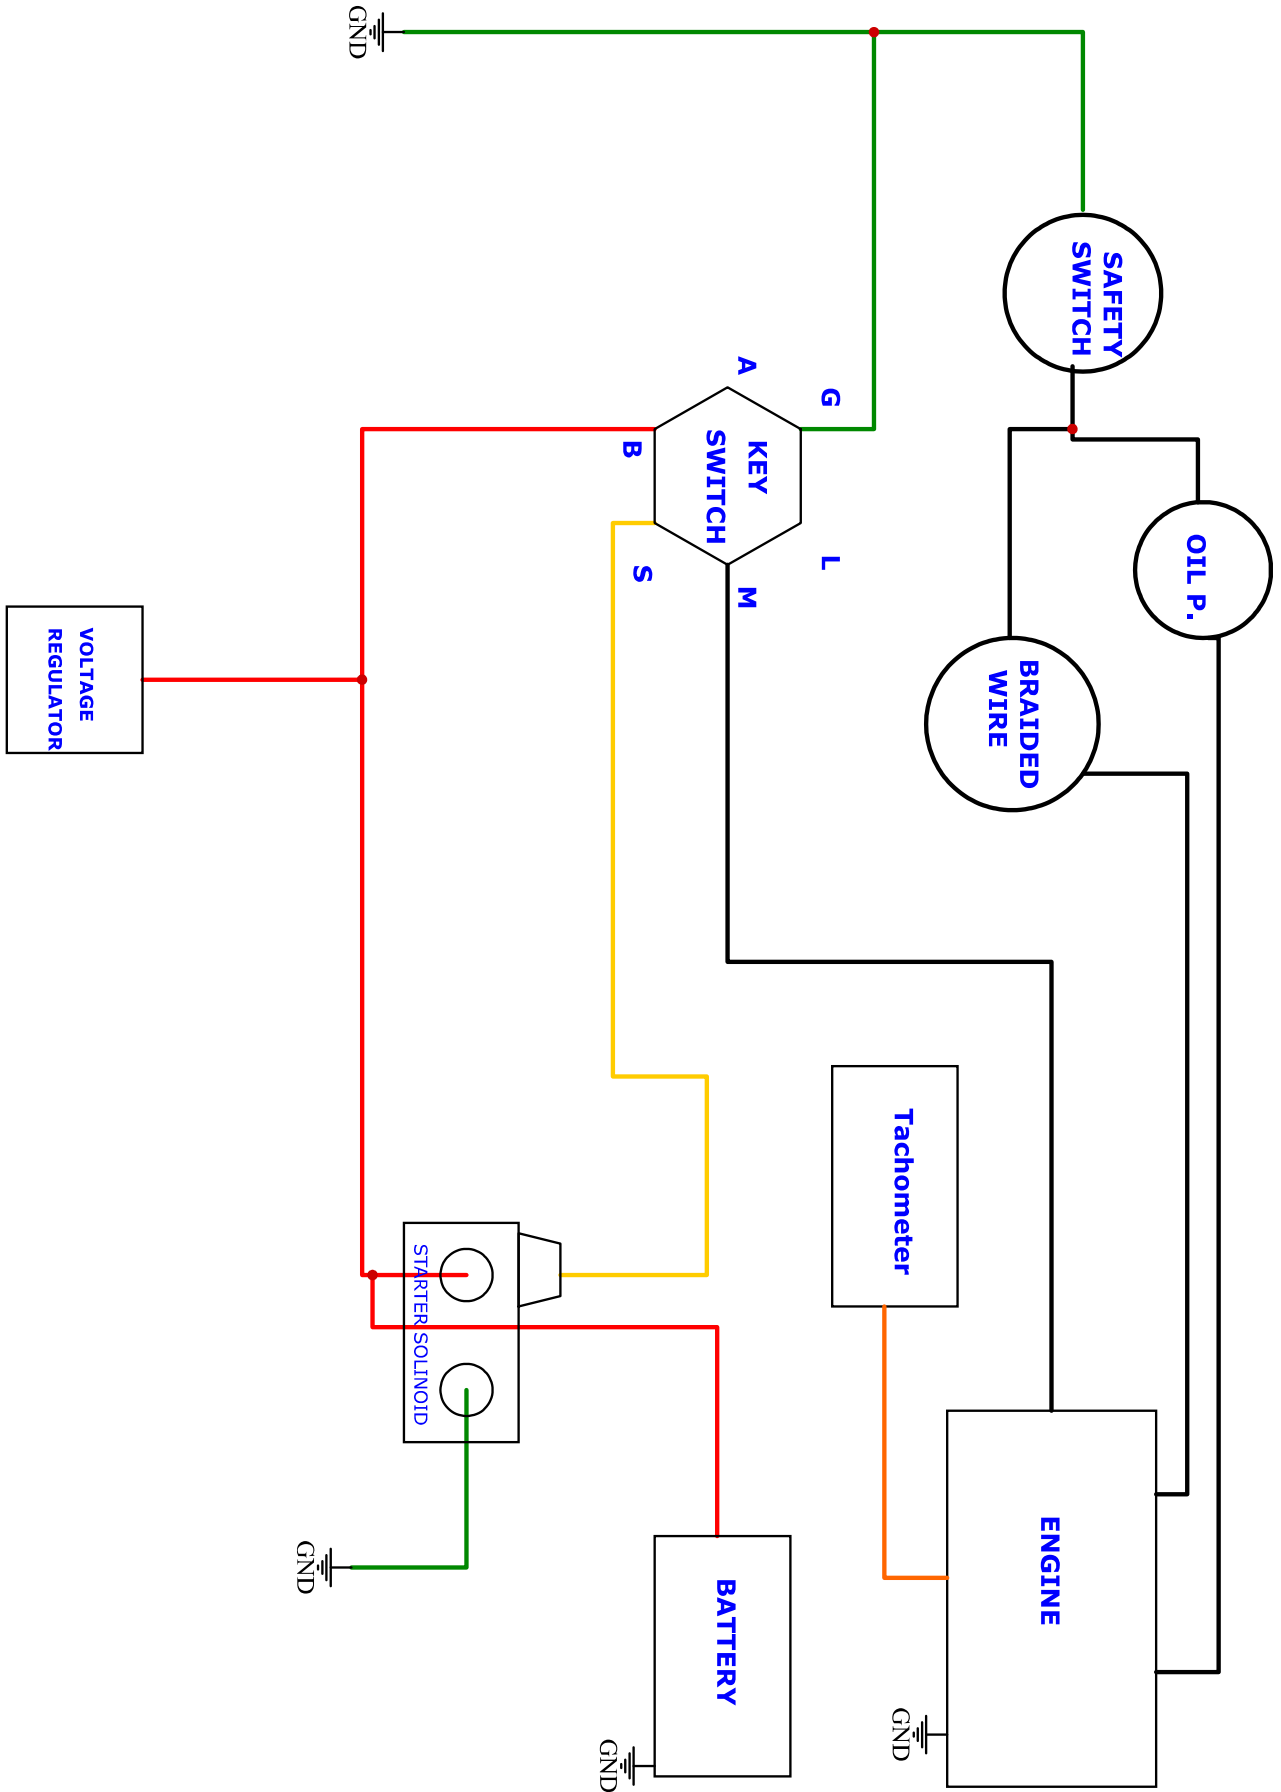 GND
SAFETY
SWITCH
A
G
KEY
SWITCH
B
S
L
M
OIL P.
BRAIDED
WIRE
VOLTAGE
REGULATOR
Tachometer
STARTER SOLINOID
ENGINE
BATTERY
GND
GND
GND